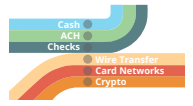 Cash
ACH
Checks
Wire Transfer
Card Networks
Crypto